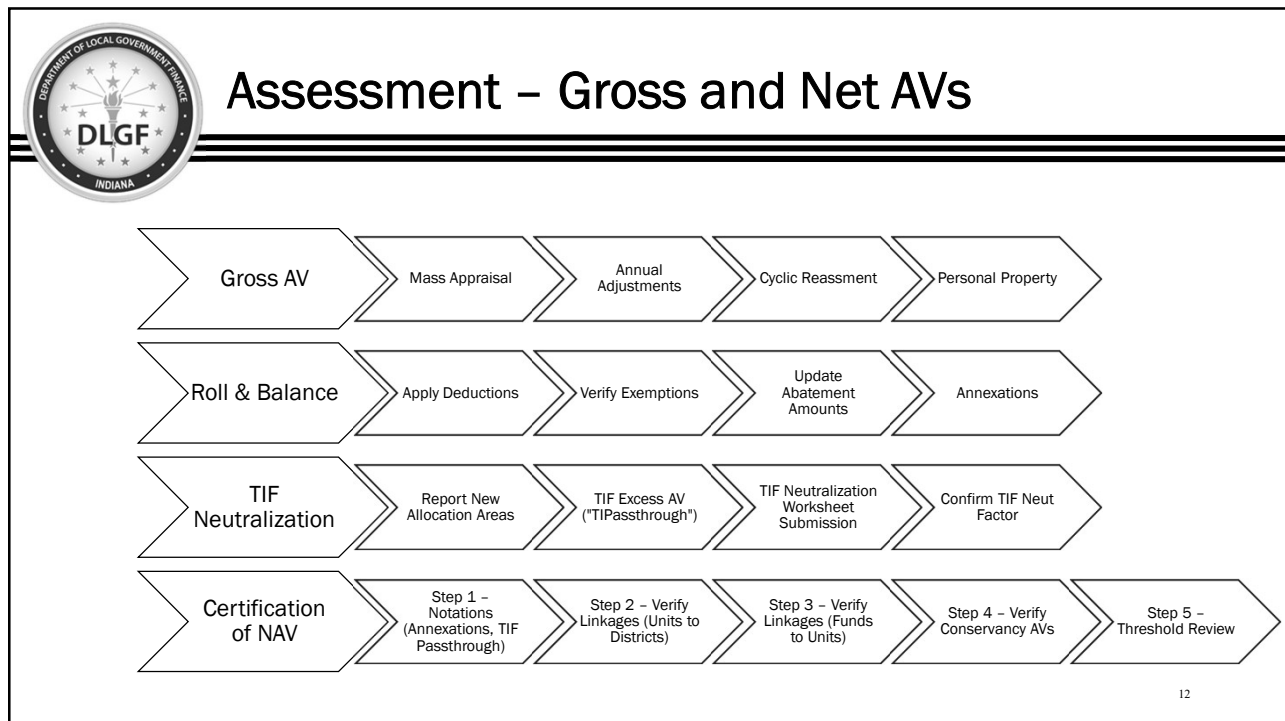 DEPARTMENT OF LOCAL GOVERNMENT FINANCE
DLGF
INDIANA
Assessment – Gross and Net AVs
Gross AV
Mass Appraisal
Annual
Adjustments
Cyclic Reassment
Personal Property
Roll & Balance
Apply Deductions
Verify Exemptions
Update
Abatement
Amounts
Annexations
TIF
Neutralization
Report New
Allocation Areas
TIF Excess AV
("TIPassthrough")
TIF Neutralization
Worksheet
Submission
Confirm TIF Neut
Factor
Certification
of NAV
Step 1 –
Notations
(Annexations, TIF
Passthrough)
Step 2 – Verify
Linkages (Units to
Districts)
Step 3 – Verify
Linkages (Funds
to Units)
Step 4 – Verify
Conservancy AVs
Step 5 –
Threshold Review
12